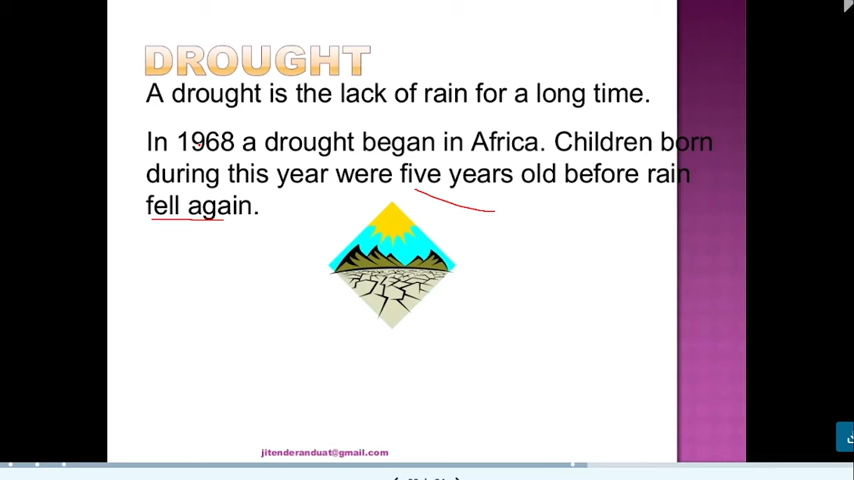 DROUGHT
A drought is the lack of rain for a long time.
In 1968 a drought began in Africa. Children born
during this year were five years old before rain
fell again.
jitenderanduat@gmail.com